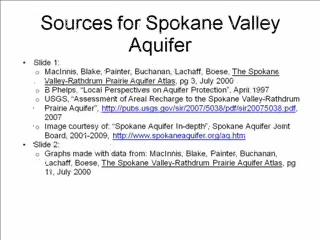 Sources for Spokane Valley
Aquifer
• Slide 1:
o MacInnis, Blake, Painter, Buchanan, Lachaff, Boese, The Spokane
Valley-Rathdrum Prairie Aquifer Atlas, pg 3, July 2000
o B Phelps, "Local Perspectives on Aquifer Protection", April 1997
o USGS, "Assessment of Areal Recharge to the Spokane Valley-Rathdrum
Prairie Aquifer", http://pubs.usgs.gov/sir/2007/5038/pdf/sir20075038.pdf,
2007
o Image courtesy of: "Spokane Aquifer In-depth"; Spokane Aquifer Joint
Board, 2001-2009, http://www.spokaneaquifer.org/aq.htm
• Slide 2:
o Graphs made with data from: MacInnis, Blake, Painter, Buchanan,
Lachaff, Boese, The Spokane Valley-Rathdrum Prairie Aquifer Atlas, pg
11, July 2000